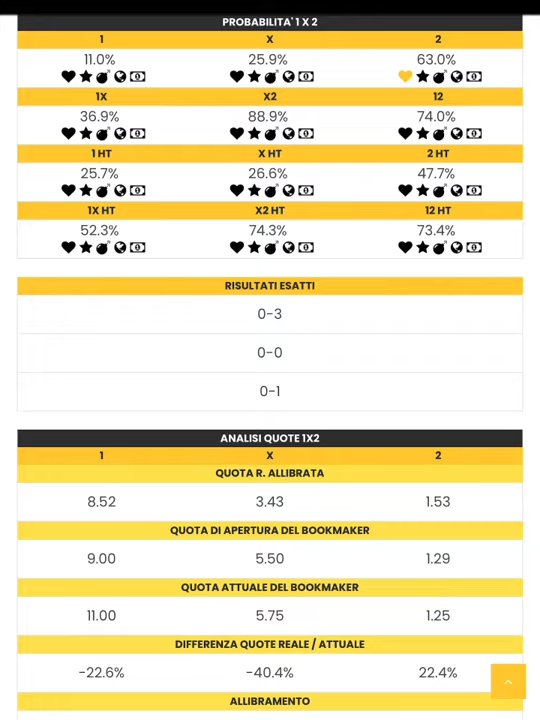 PROBABILITA' 1 X 2
1 X 2
11.0% 25.9% 63.0%
1X X2 12
36.9% 88.9% 74.0%
1 HT X HT 2 HT
25.7% 26.6% 47.7%
1X HT X2 HT 12 HT
52.3% 74.3% 73.4%
RISULTATI ESATTI
0-3
0-0
0-1
ANALISI QUOTE 1X2
1 X 2
QUOTA R. ALLIBRATA
8.52 3.43 1.53
QUOTA DI APERTURA DEL BOOKMAKER
9.00 5.50 1.29
QUOTA ATTUALE DEL BOOKMAKER
11.00 5.75 1.25
DIFFERENZA QUOTE REALE / ATTUALE
-22.6% -40.4% 22.4%
ALLIBRAMENTO